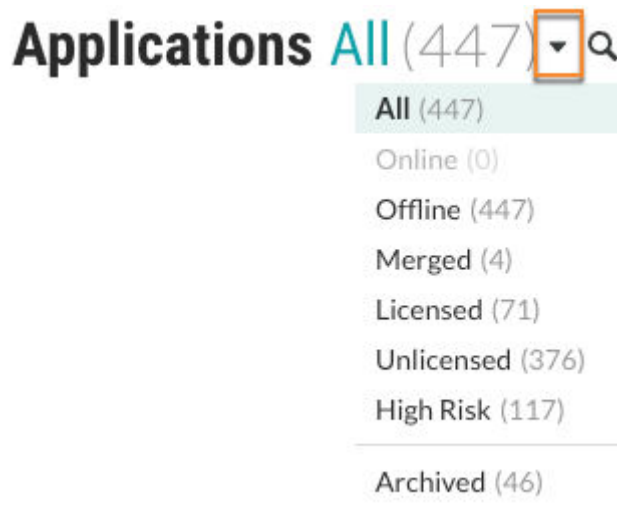 Applications All (447)
All (447)
Online (0)
Offline (447)
Merged (4)
Licensed (71)
Unlicensed (376)
High Risk (117)
Archived (46)